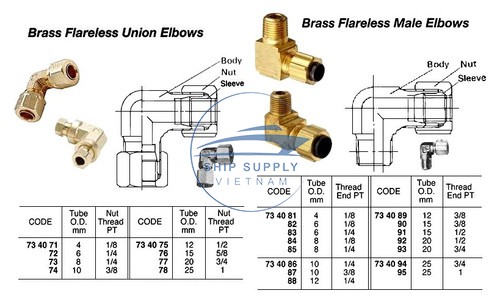 Brass Flareless Union Elbows
Body
Nut
Sleeve
CODE Tube O.D. mm Nut Thread PT CODE Tube O.D. mm Nut Thread PT
73 40 71 4 1/8 73 40 75 12 1/2
72 6 1/4 76 15 5/8
73 8 1/4 77 20 3/4
74 10 3/8 78 25 1
Brass Flareless Male Elbows
Body
Nut
Sleeve
CODE Tube O.D. mm Thread End PT CODE Tube O.D. mm Thread End PT
73 40 81 4 1/8 73 40 89 12 3/8
82 6 1/8 90 15 3/8
83 6 1/4 91 15 1/2
84 8 1/8 92 20 1/2
85 8 1/4 93 20 3/4
73 40 86 10 1/4 73 40 94 25 3/4
87 10 3/8 95 25 1
88 12 1/4
SHIP SUPPLY
VIETNAM